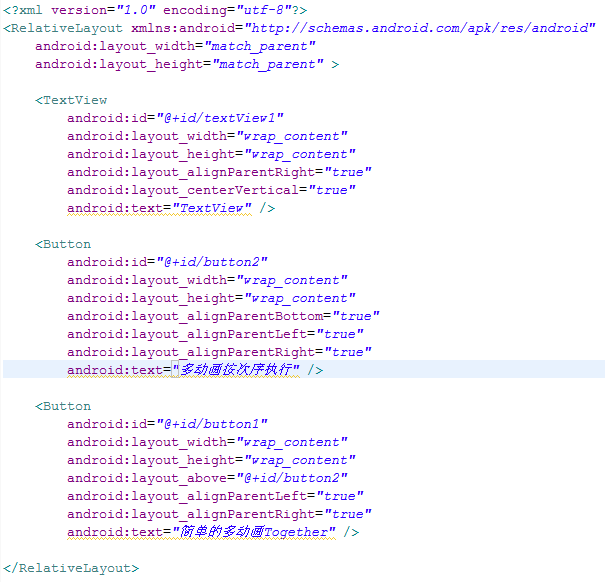 <?xml version="1.0" encoding="utf-8"?>
<RelativeLayout xmlns:android="http://schemas.android.com/apk/res/android"
    android:layout_width="match_parent"
    android:layout_height="match_parent" >

    <TextView
        android:id="@+id/textView1"
        android:layout_width="wrap_content"
        android:layout_height="wrap_content"
        android:layout_alignParentRight="true"
        android:layout_centerVertical="true"
        android:text="TextView" />

    <Button
        android:id="@+id/button2"
        android:layout_width="wrap_content"
        android:layout_height="wrap_content"
        android:layout_alignParentBottom="true"
        android:layout_alignParentLeft="true"
        android:layout_alignParentRight="true"
        android:text="多动画按次序执行" />

    <Button
        android:id="@+id/button1"
        android:layout_width="wrap_content"
        android:layout_height="wrap_content"
        android:layout_above="@+id/button2"
        android:layout_alignParentLeft="true"
        android:layout_alignParentRight="true"
        android:text="简单的多动画Together" />

</RelativeLayout>